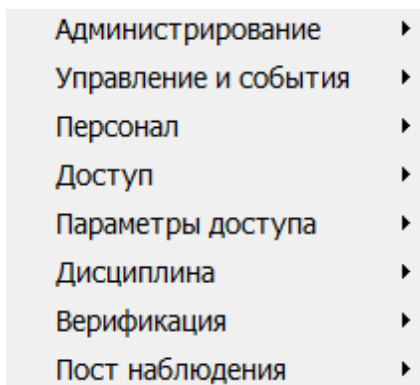 Администрирование
Управление и события
Персонал
Доступ
Параметры доступа
Дисциплина
Верификация
Пост наблюдения